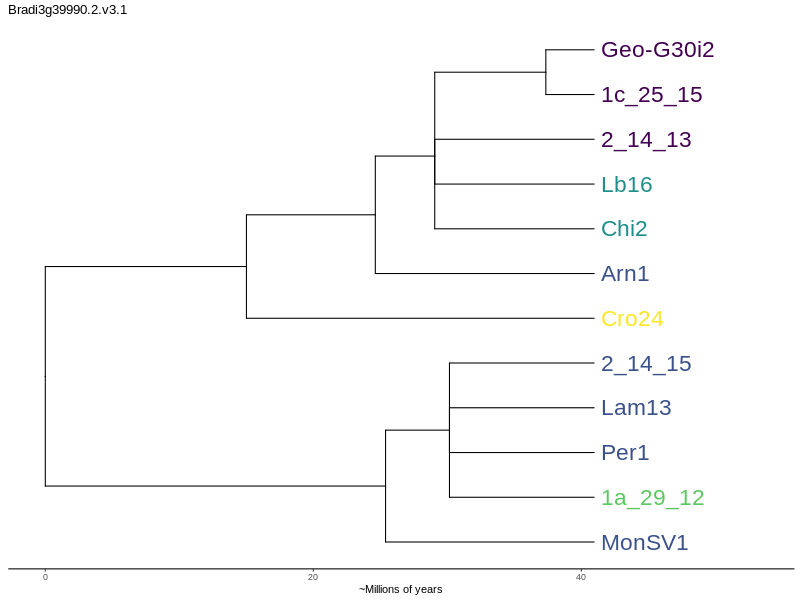 Bradi3g39990.2.v3.1
Geo-G30i2
1c_25_15
2_14_13
Lb16
Chi2
Arn1
Cro24
2_14_15
Lam13
Per1
1a_29_12
MonSV1
0 20 40
~Millions of years